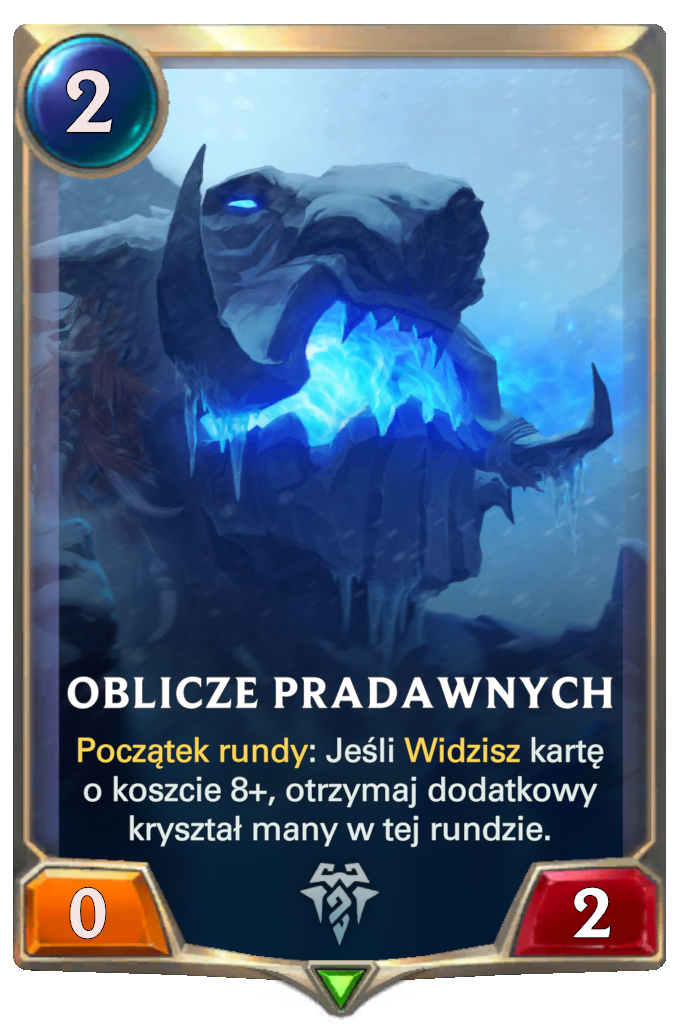 2
OBLICZE PRADAWNYCH
Początek rundy: Jeśli Widzisz kartę
o koszcie 8+, otrzymaj dodatkowy
kryształ many w tej rundzie.
0
2